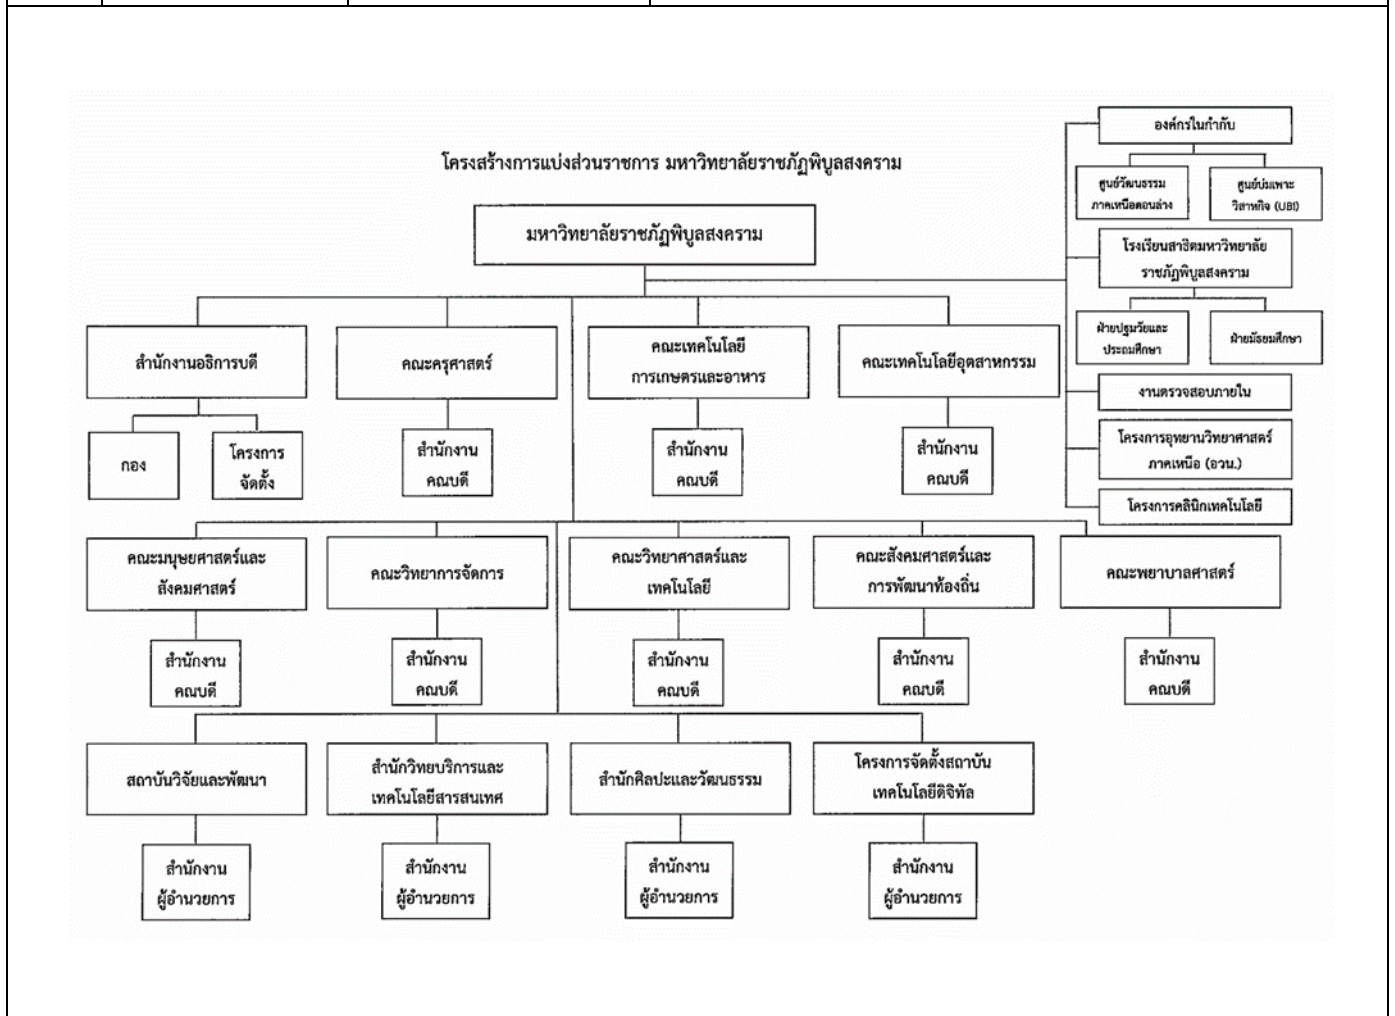 องค์กรในกำกับ
โครงสร้างการแบ่งส่วนราชการ มหาวิทยาลัยราชภัฏพิบูลสงคราม
ศูนย์วัฒนธรรม
ภาคเหนือตอนล่าง
ศูนย์บ่มเพาะ
วิสาหกิจ (UBI)
มหาวิทยาลัยราชภัฏพิบูลสงคราม
โรงเรียนสาธิตมหาวิทยาลัย
ราชภัฏพิบูลสงคราม
ฝ่ายปฐมวัยและ
ประถมศึกษา
ฝ่ายมัธยมศึกษา
สำนักงานอธิการบดี
คณะครุศาสตร์
คณะเทคโนโลยี
การเกษตรและอาหาร
คณะเทคโนโลยีอุตสาหกรรม
งานตรวจสอบภายใน
กอง
โครงการ
จัดตั้ง
สำนักงาน
คณบดี
สำนักงาน
คณบดี
สำนักงาน
คณบดี
โครงการอุทยานวิทยาศาสตร์
ภาคเหนือ (อวน.)
โครงการคลินิกเทคโนโลยี
คณะมนุษยศาสตร์และ
สังคมศาสตร์
คณะวิทยาการจัดการ
คณะวิทยาศาสตร์และ
เทคโนโลยี
คณะสังคมศาสตร์และ
การพัฒนาท้องถิ่น
คณะพยาบาลศาสตร์
สำนักงาน
คณบดี
สำนักงาน
คณบดี
สำนักงาน
คณบดี
สำนักงาน
คณบดี
สำนักงาน
คณบดี
สถาบันวิจัยและพัฒนา
สำนักวิทยบริการและ
เทคโนโลยีสารสนเทศ
สำนักศิลปะและวัฒนธรรม
โครงการจัดตั้งสถาบัน
เทคโนโลยีดิจิทัล
สำนักงาน
ผู้อำนวยการ
สำนักงาน
ผู้อำนวยการ
สำนักงาน
ผู้อำนวยการ
สำนักงาน
ผู้อำนวยการ